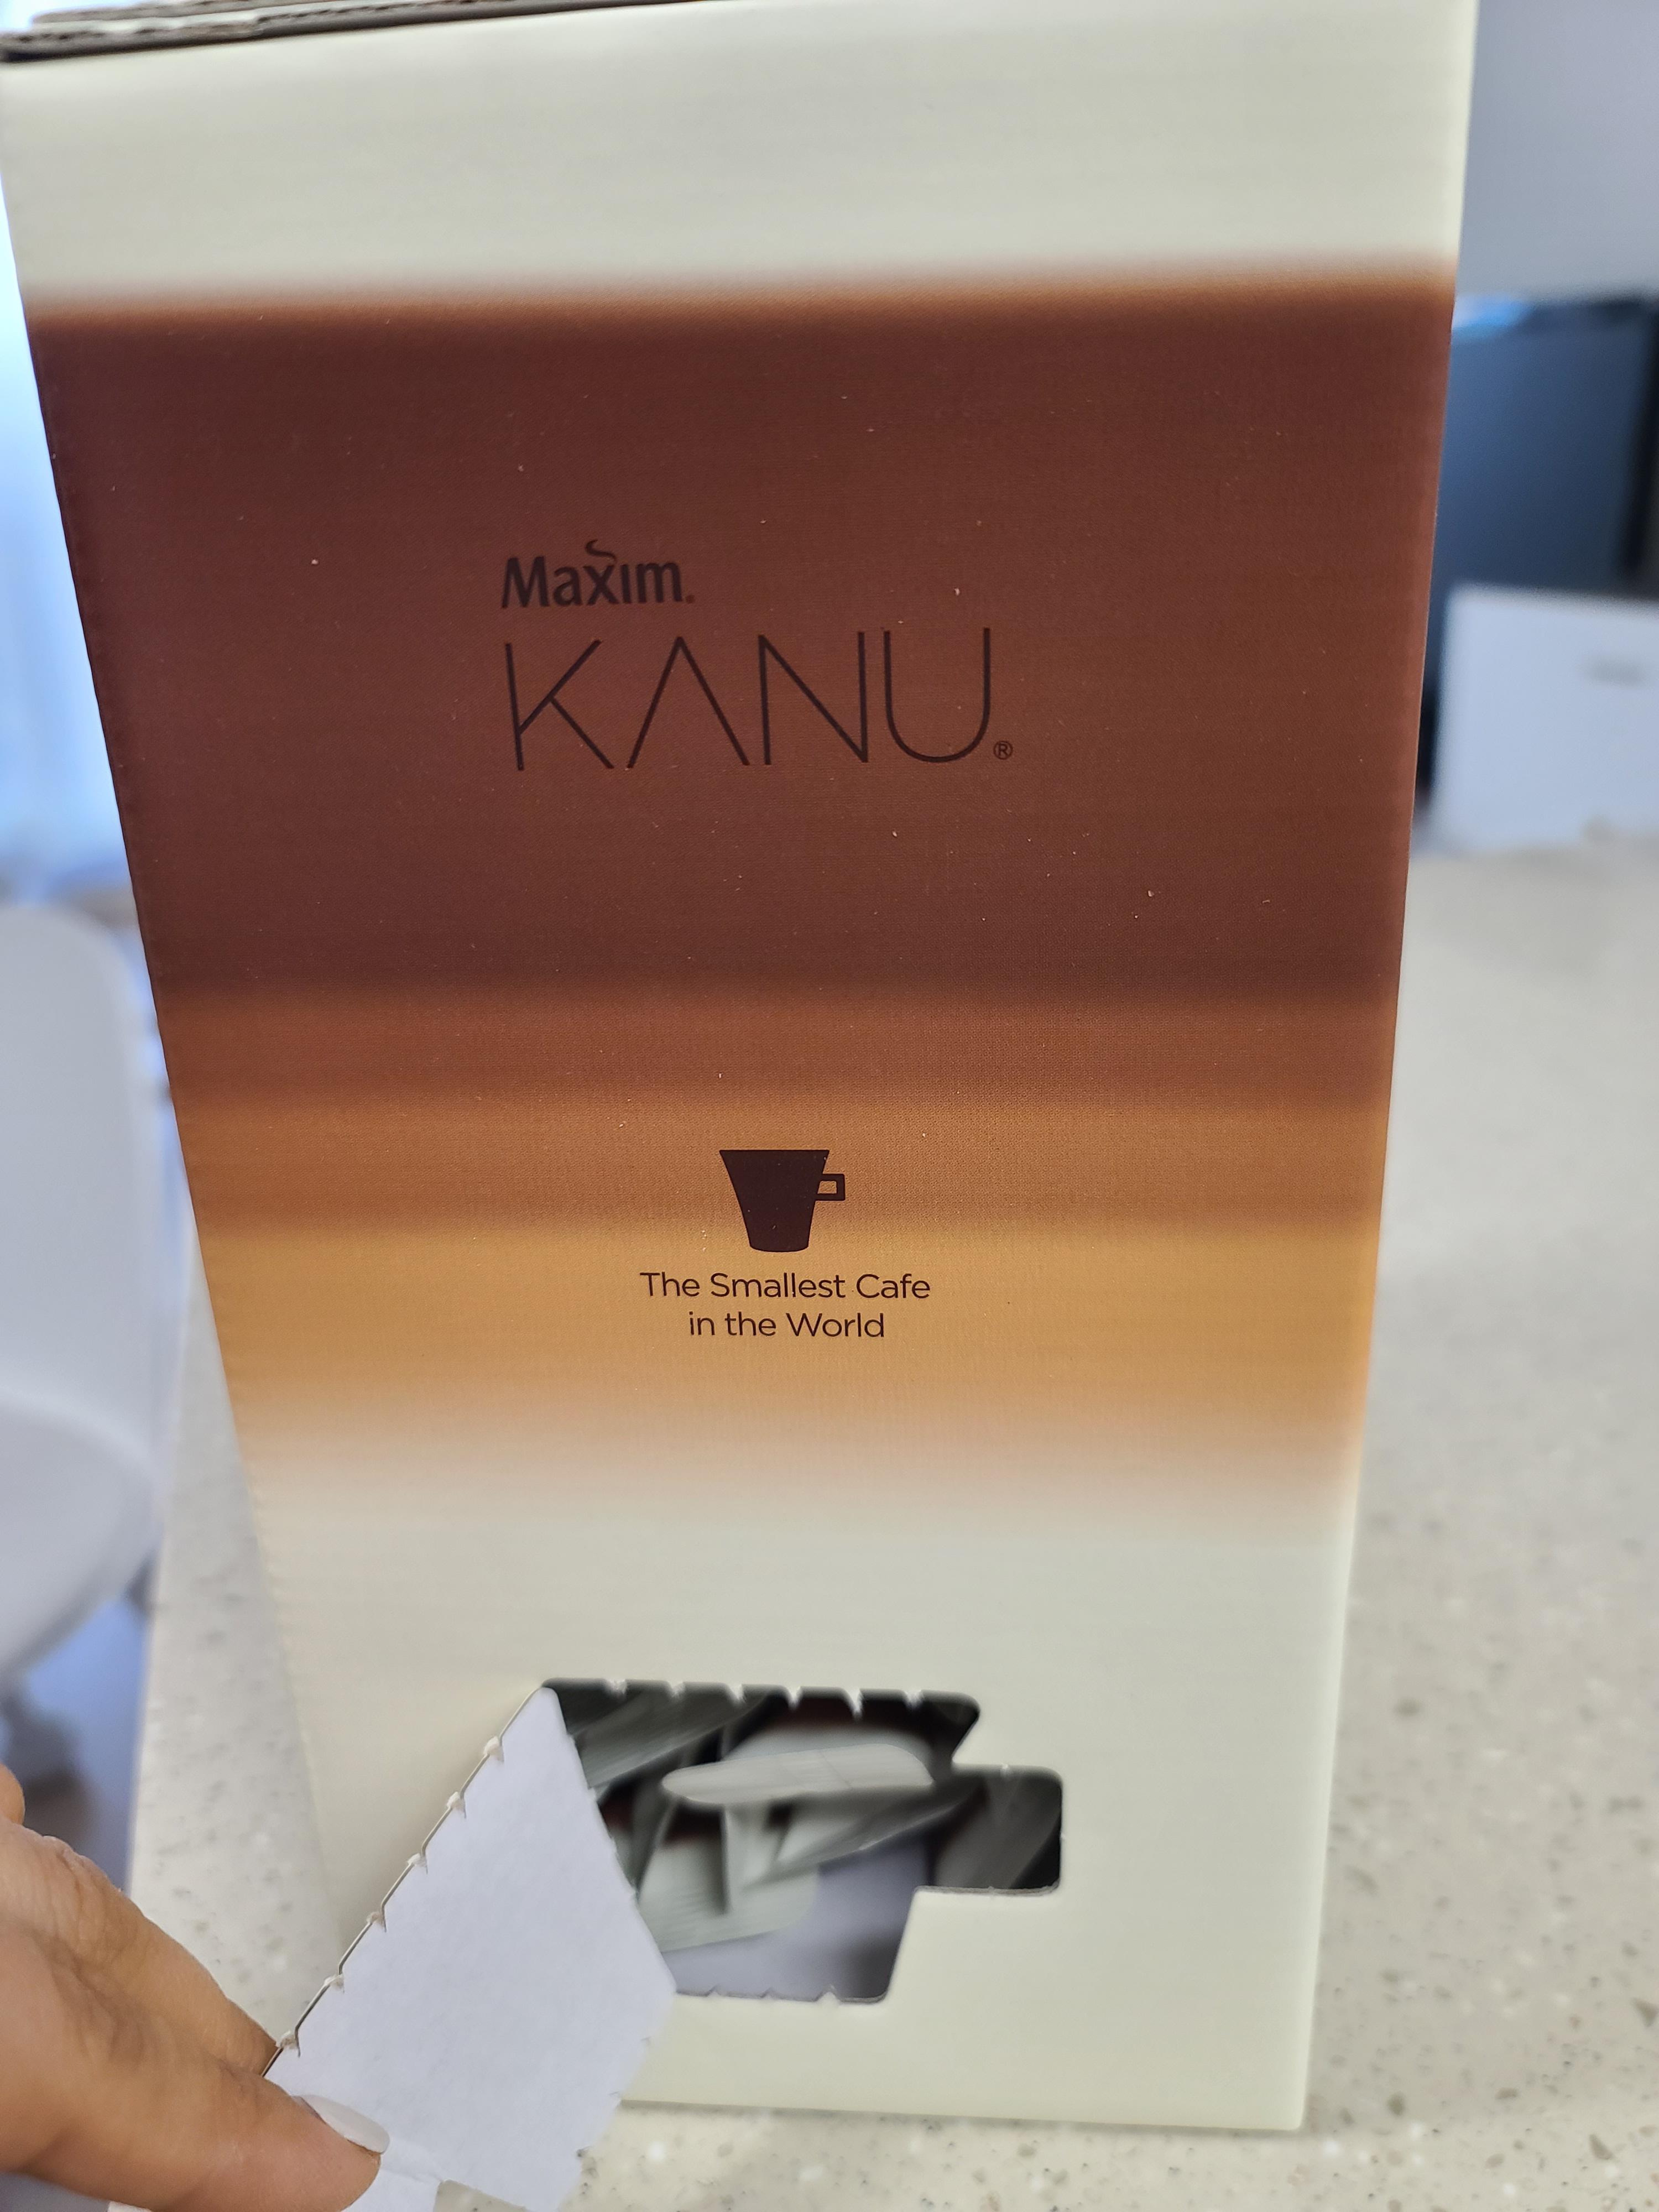 Maxim.
KANU®
The Smallest Cafe
in the World